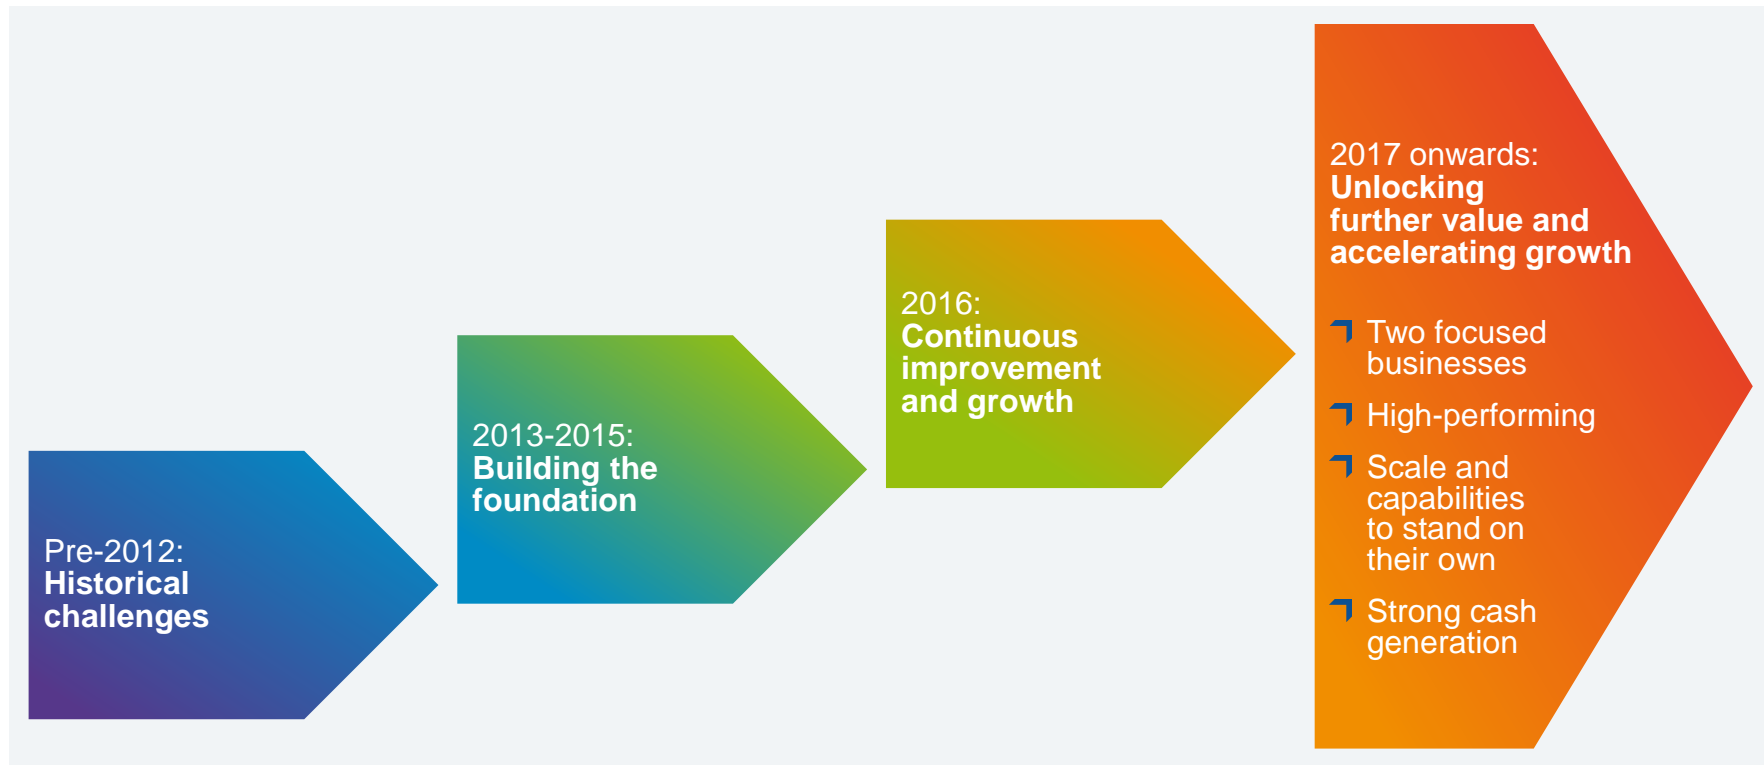 Pre-2012:
Historical
challenges
2013-2015:
Building the
foundation
2016:
Continuous
improvement
and growth
2017 onwards:
Unlocking
further value and
accelerating growth
Two focused
businesses
High-performing
Scale and
capabilities
to stand on
their own
Strong cash
generation